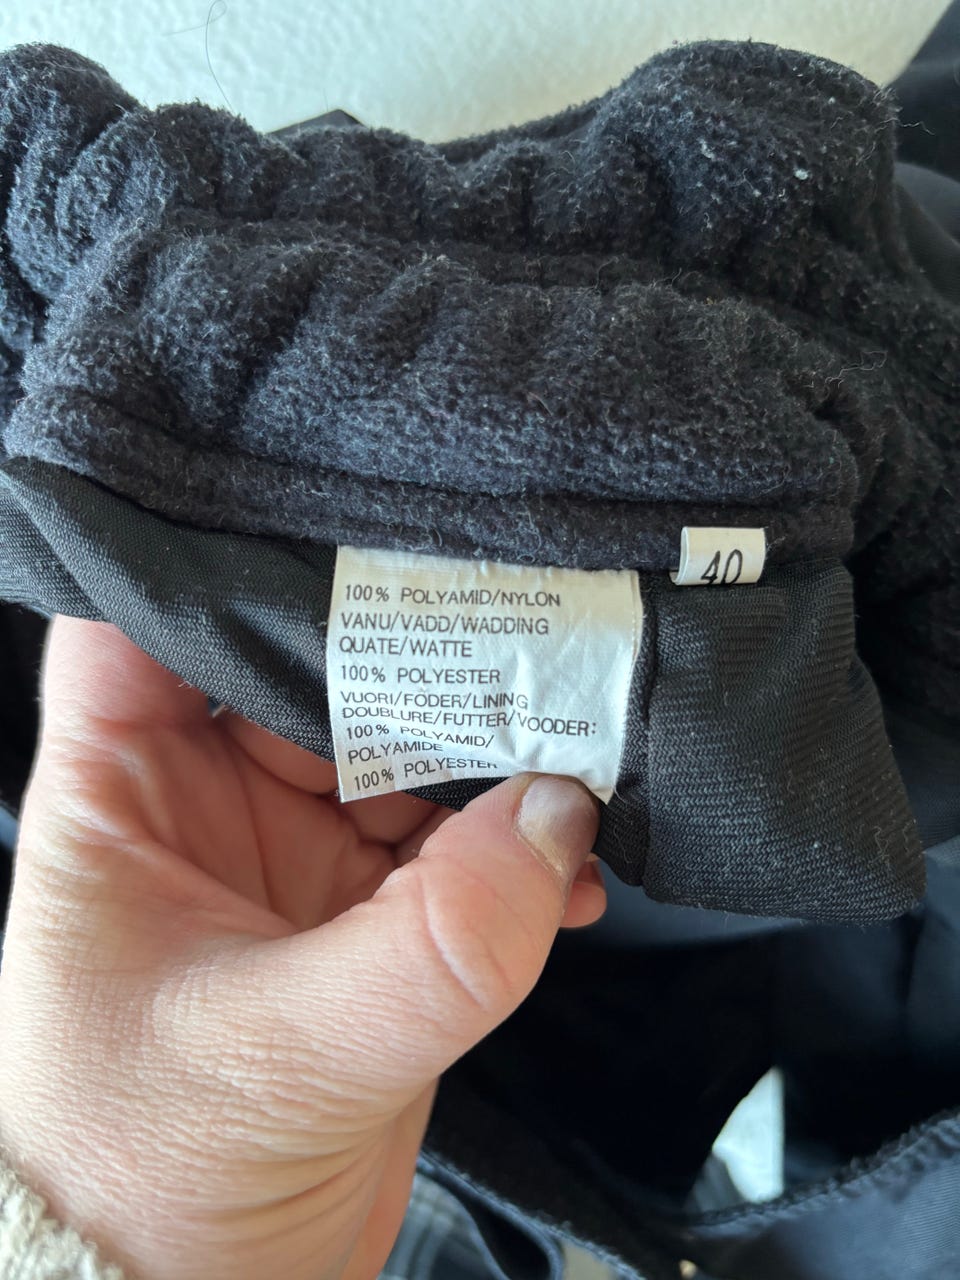 40
100% POLYAMID/NYLON
VANU/VADD/WADDING
QUATE/WATTE
100% POLYESTER
VUORI/FODER/LINING
DOUBLURE/FUTTER/VOODER:
100% POLYAMID/
POLYAMIDE
100% POLYESTER